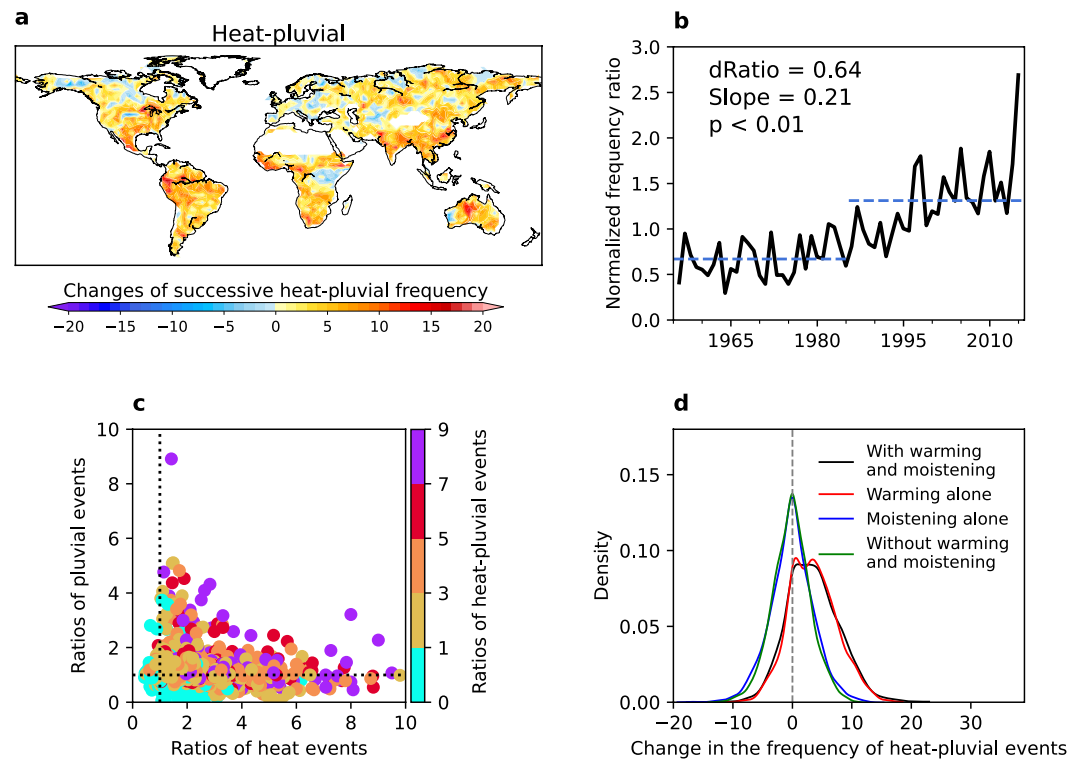 a
Heat-pluvial
Changes of successive heat-pluvial frequency
−20 −15 −10 −5 0 5 10 15 20
b
Normalized frequency ratio
3.0
2.5
2.0
1.5
1.0
0.5
0.0
dRatio = 0.64
Slope = 0.21
p < 0.01
1965 1980 1995 2010
c
Ratios of pluvial events
10
8
6
4
2
0
0 2 4 6 8 10
Ratios of heat events
9
7
5
3
1
0
Ratios of heat-pluvial events
d
Density
0.15
0.10
0.05
0.00
With warming
and moistening
Warming alone
Moistening alone
Without warming
and moistening
−20 −10 0 10 20 30
Change in the frequency of heat-pluvial events